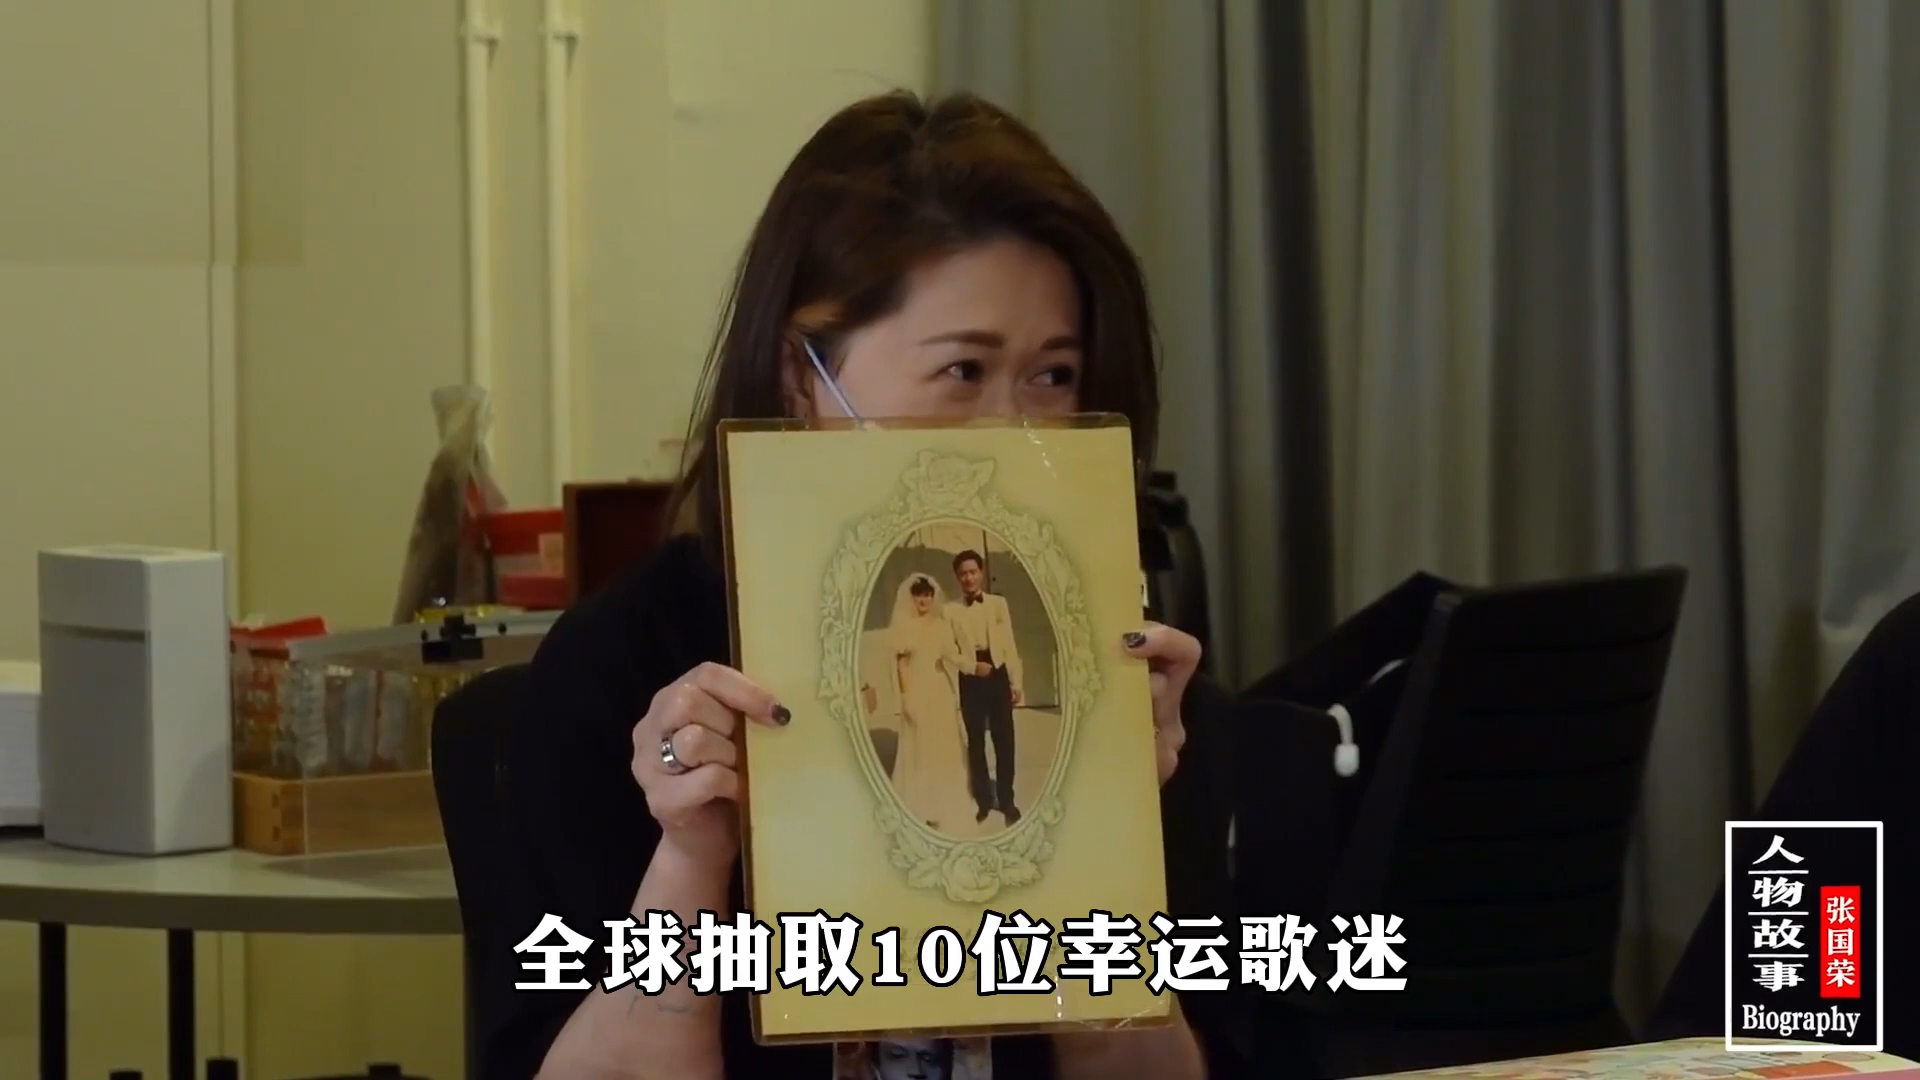 全球抽取10位幸运歌迷
人物故事
张国荣
Biography